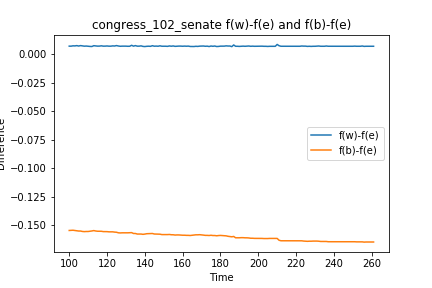 congress_102_senate f(w)-f(e) and f(b)-f(e)
0.000
−0.025
−0.050
−0.075
−0.100
−0.125
−0.150
Difference
f(w)-f(e)
f(b)-f(e)
100 120 140 160 180 200 220 240 260
Time